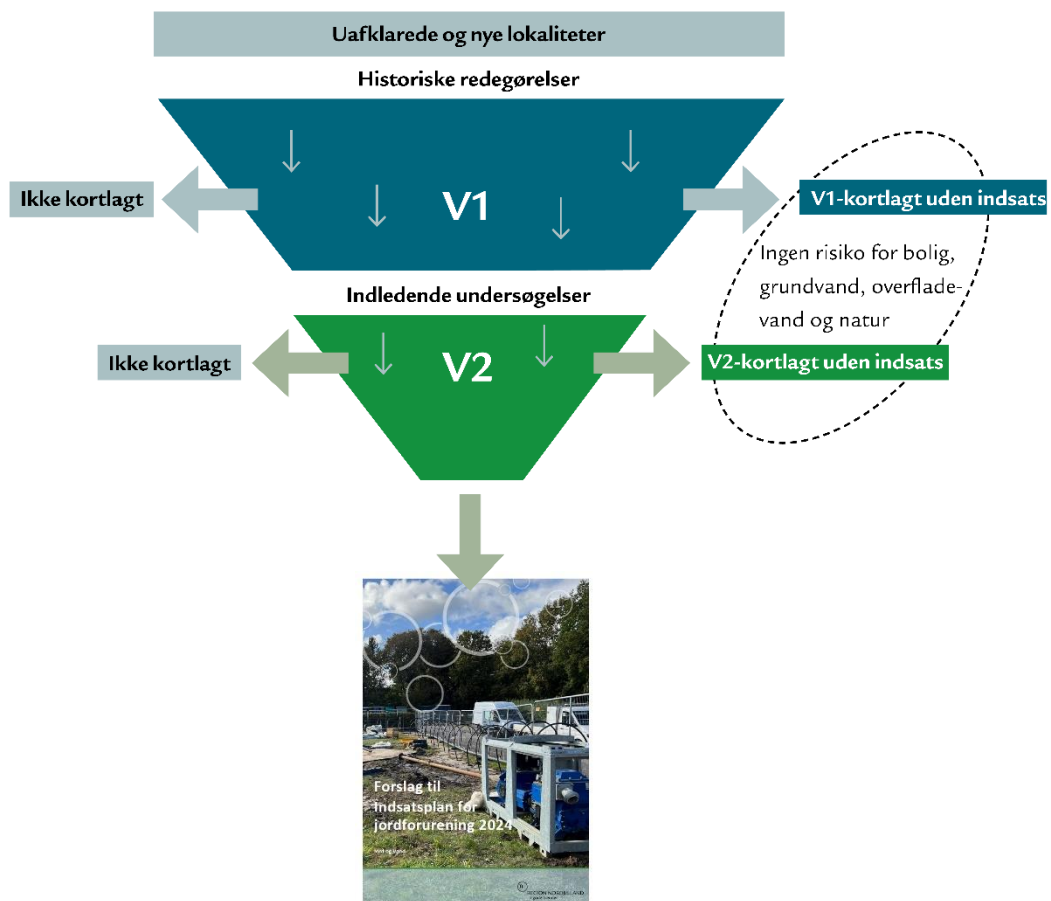 Uafklarede og nye lokaliteter
Historiske redegørelser
V1
Ikke kortlagt
V1-kortlagt uden indsats
Ingen risiko for bolig,
grundvand, overflade-
vand og natur
Indledende undersøgelser
V2
Ikke kortlagt
V2-kortlagt uden indsats
Forslag til
Indsatsplan for
jordforurening 2024